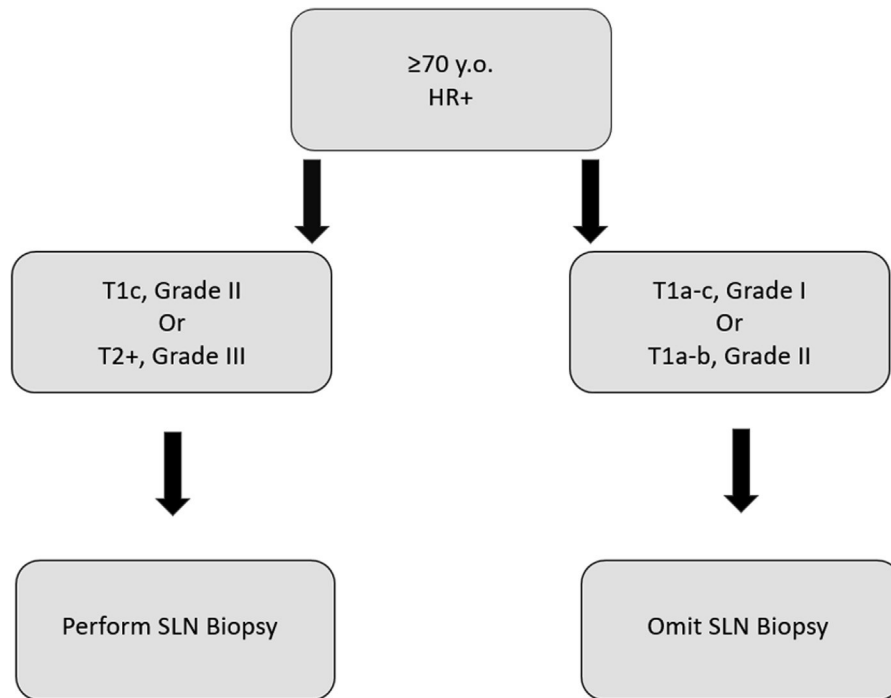 ≥70 y.o.
HR+
T1c, Grade II
Or
T2+, Grade III
T1a-c, Grade I
Or
T1a-b, Grade II
Perform SLN Biopsy
Omit SLN Biopsy